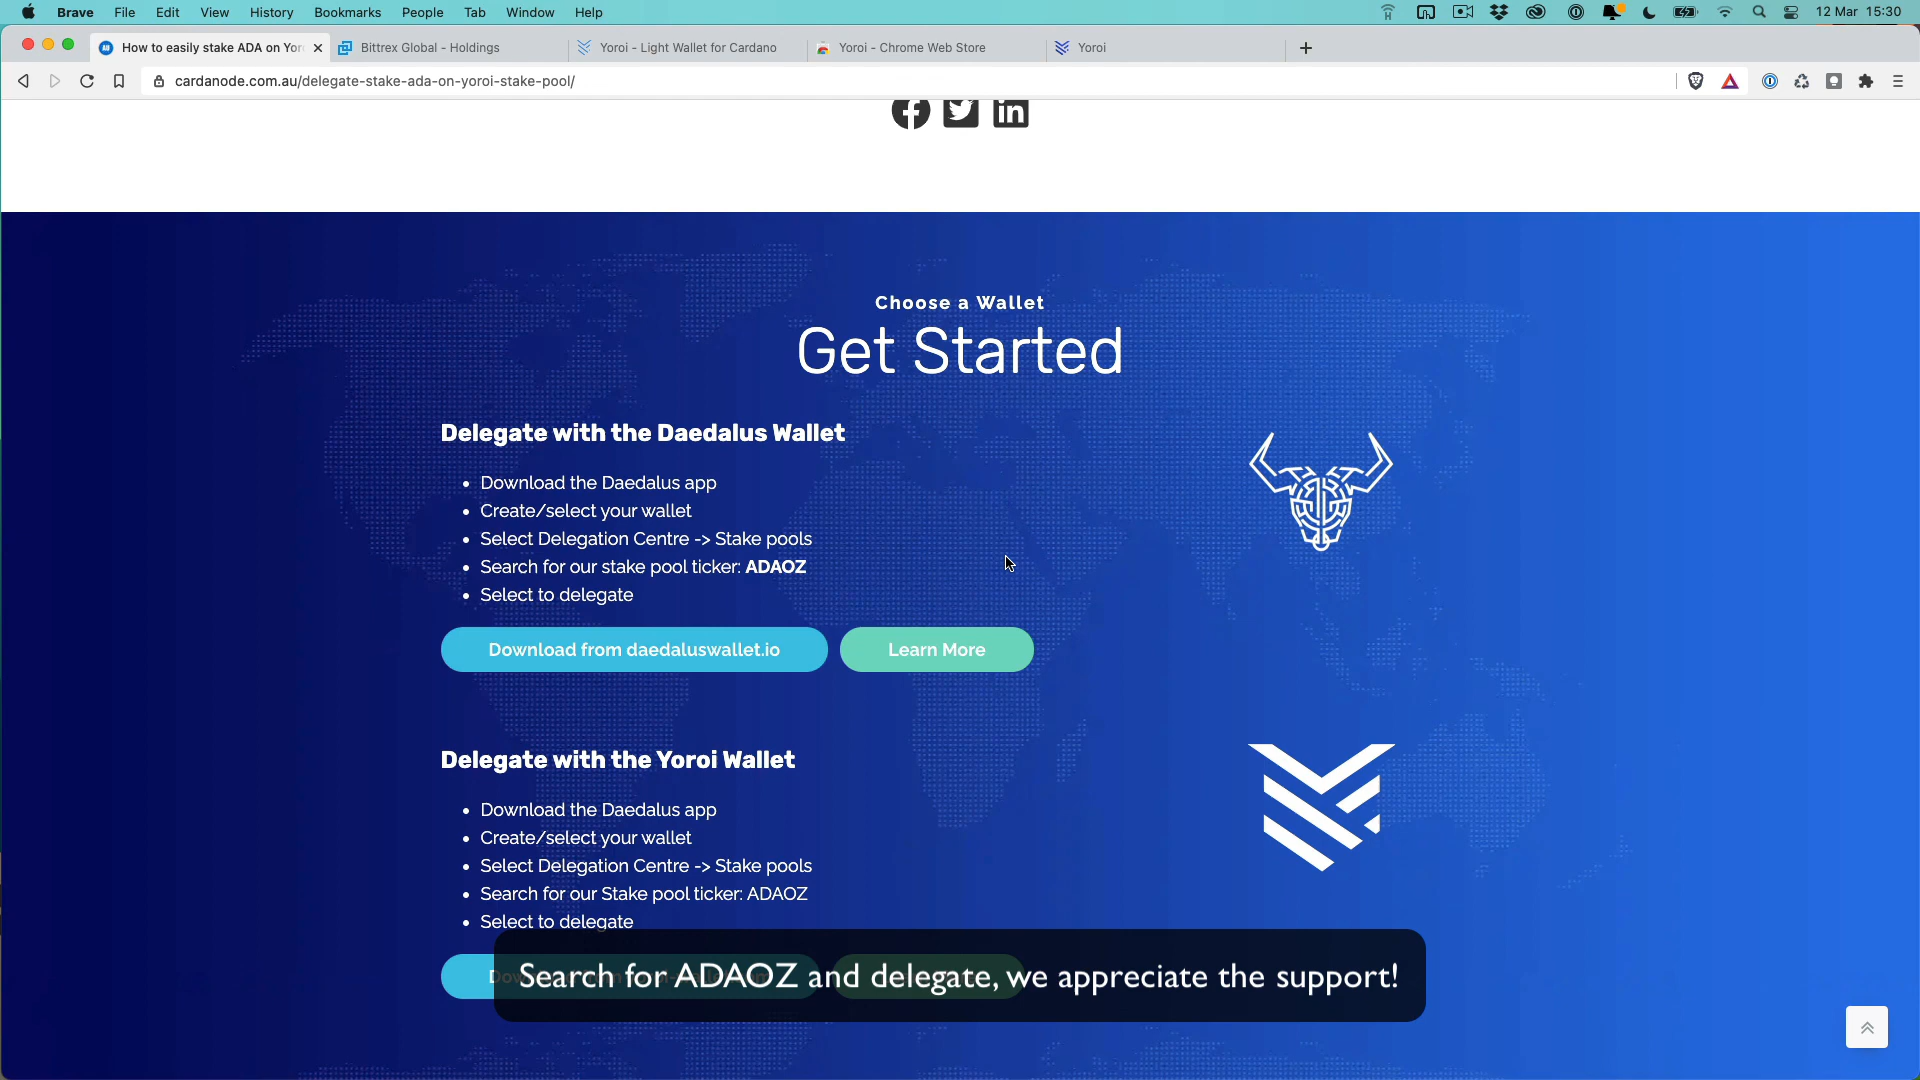 Brave File Edit View History Bookmarks People Tab Window Help 12 Mar 15:30
How to easily stake ADA on Yor Bittrex Global - Holdings Yoroi - Light Wallet for Cardano Yoroi - Chrome Web Store Yoroi
cardanode.com.au/delegate-stake-ada-on-yoroi-stake-pool/
Choose a Wallet
Get Started
Delegate with the Daedalus Wallet
Download the Daedalus app
Create/select your wallet
Select Delegation Centre -> Stake pools
Search for our stake pool ticker: ADAOZ
Select to delegate
Download from daedaluswallet.io Learn More
Delegate with the Yoroi Wallet
Download the Daedalus app
Create/select your wallet
Select Delegation Centre -> Stake pools
Search for our Stake pool ticker: ADAOZ
Select to delegate
Search for ADAOZ and delegate, we appreciate the support!